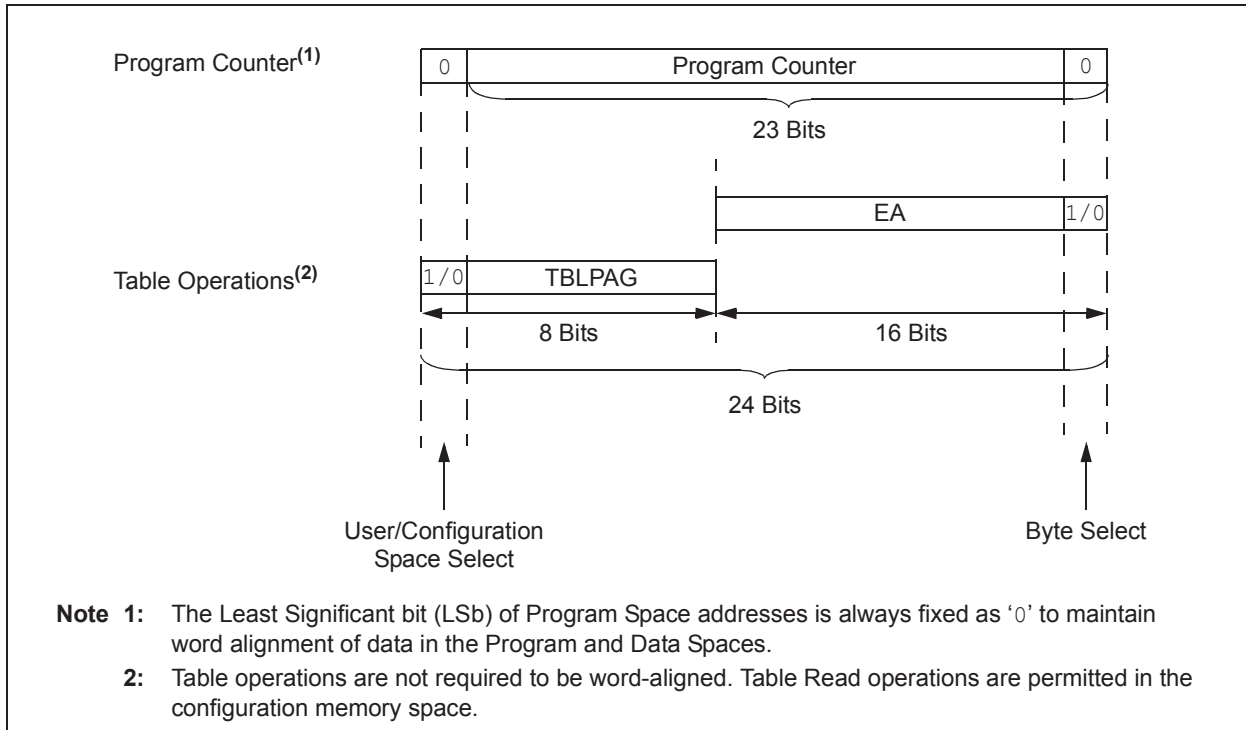 Program Counter(1)
0 Program Counter 0
23 Bits
EA 1/0
Table Operations(2)
1/0 TBLPAG
8 Bits 16 Bits
24 Bits
User/Configuration
Space Select
Byte Select
Note 1: The Least Significant bit (LSb) of Program Space addresses is always fixed as ‘0’ to maintain
word alignment of data in the Program and Data Spaces.
2: Table operations are not required to be word-aligned. Table Read operations are permitted in the
configuration memory space.